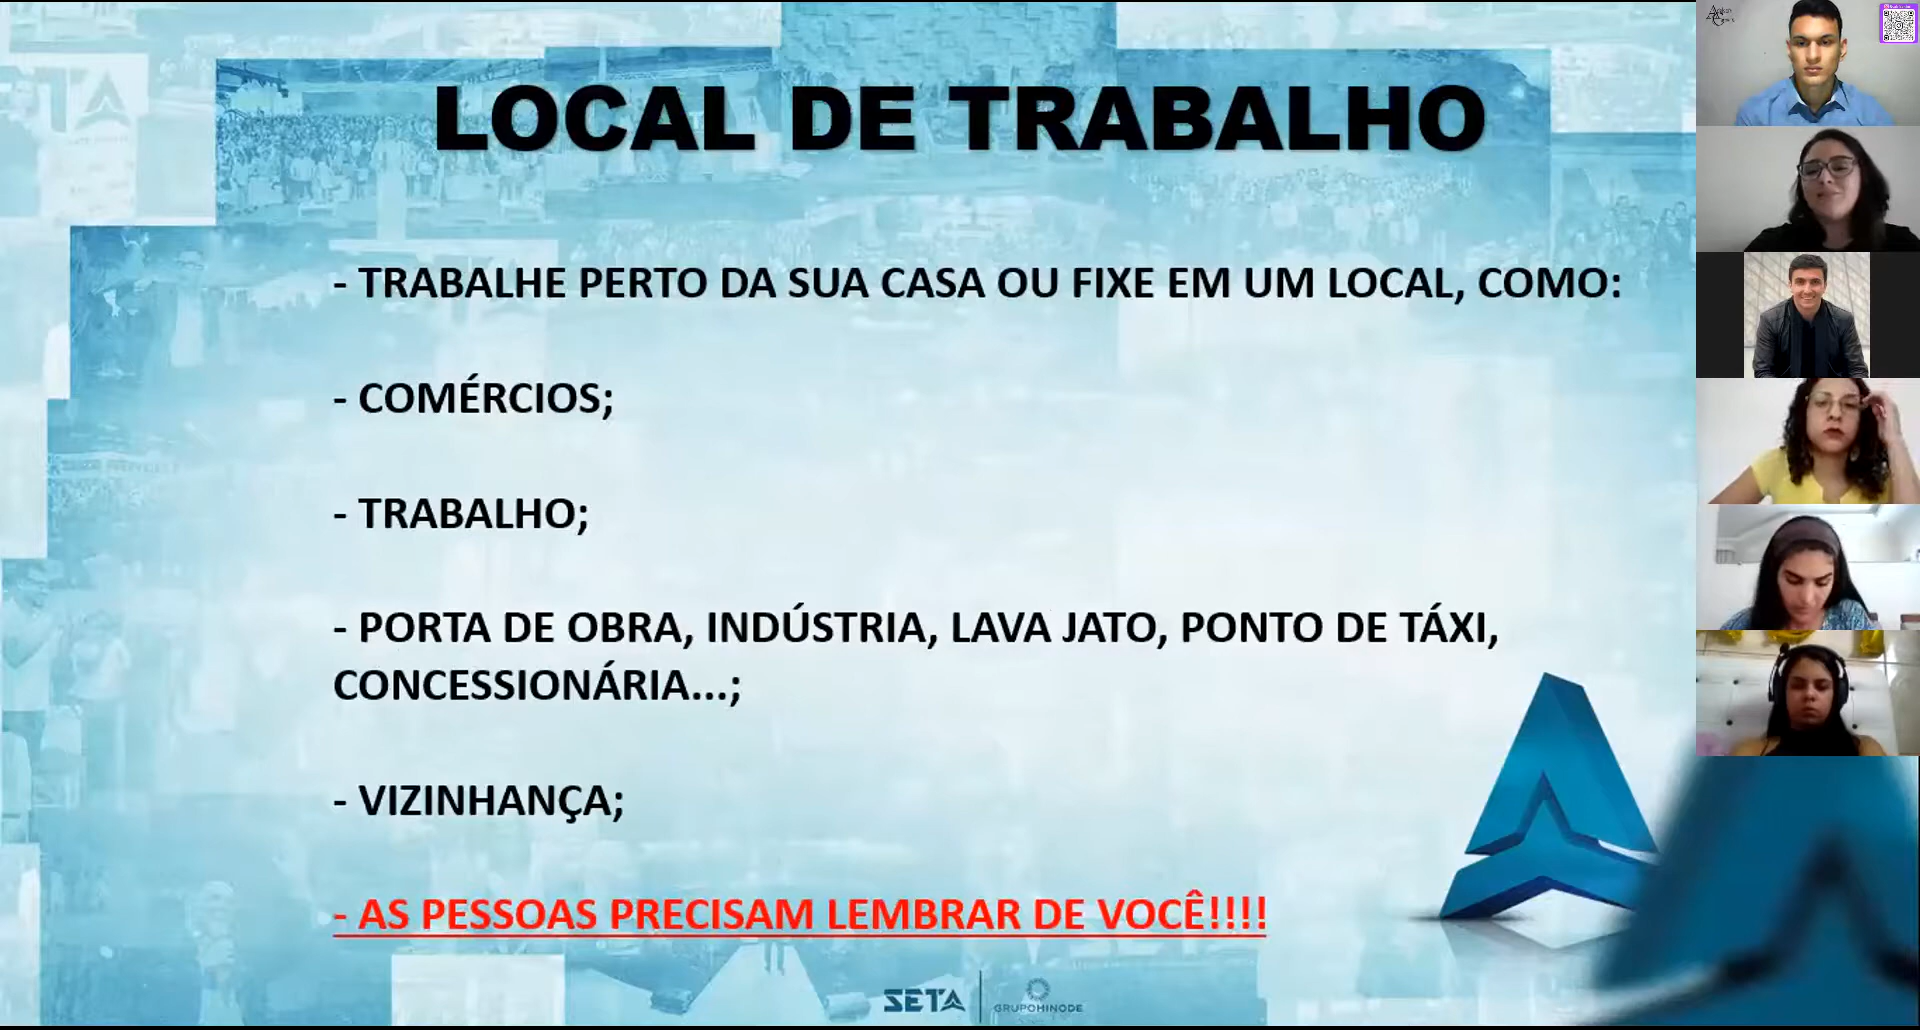 LOCAL DE TRABALHO
- TRABALHE PERTO DA SUA CASA OU FIXE EM UM LOCAL, COMO:
- COMÉRCIOS;
- TRABALHO;
- PORTA DE OBRA, INDÚSTRIA, LAVA JATO, PONTO DE TÁXI,
CONCESSIONÁRIA...;
- VIZINHANÇA;
- AS PESSOAS PRECISAM LEMBRAR DE VOCÊ!!!!
SETA
GRUPOHINODE